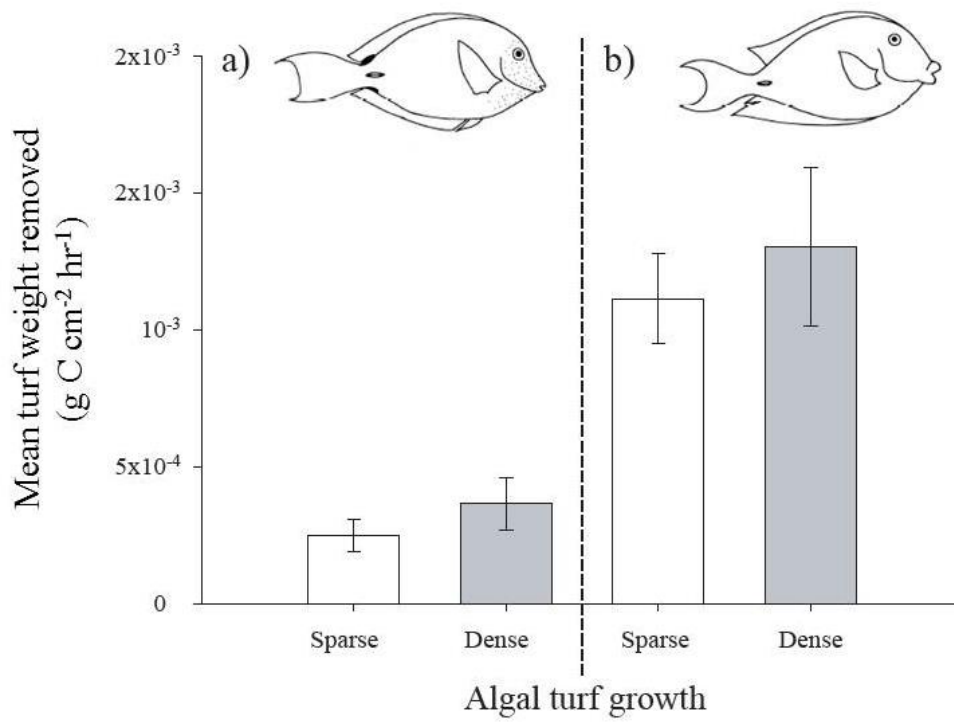 a)
b)
2x10⁻³
2x10⁻³
10⁻³
5x10⁻⁴
0
Mean turf weight removed
(g C cm⁻² hr⁻¹)
Sparse
Dense
Sparse
Dense
Algal turf growth